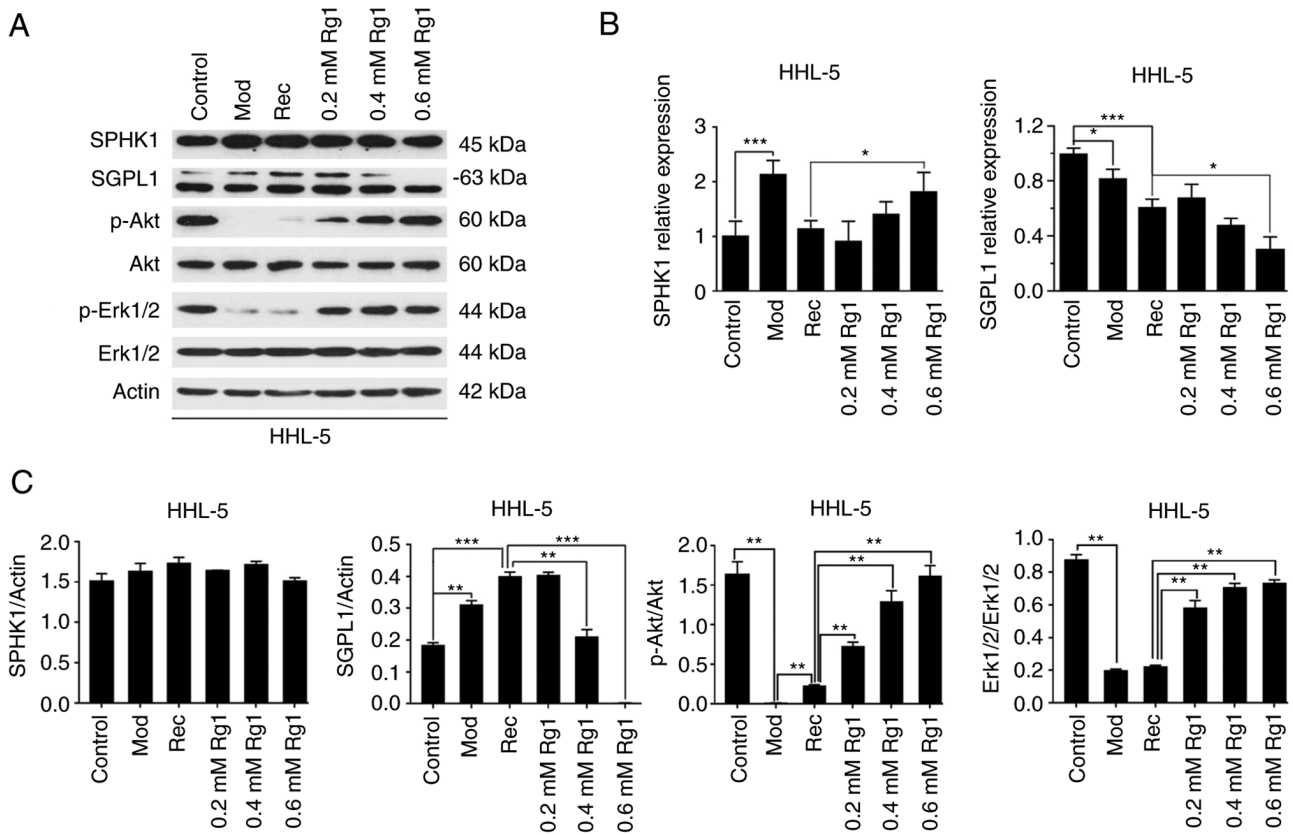 A
Control
Mod
Rec
0.2 mM Rg1
0.4 mM Rg1
0.6 mM Rg1
SPHK1
45 kDa
SGPL1
-63 kDa
p-Akt
60 kDa
Akt
60 kDa
p-Erk1/2
44 kDa
Erk1/2
44 kDa
Actin
42 kDa
HHL-5
B
HHL-5
SPHK1 relative expression
3
2
1
0
***
*
Control
Mod
Rec
0.2 mM Rg1
0.4 mM Rg1
0.6 mM Rg1
HHL-5
SGPL1 relative expression
1.2
0.8
0.4
0.0
***
*
*
Control
Mod
Rec
0.2 mM Rg1
0.4 mM Rg1
0.6 mM Rg1
C
HHL-5
SPHK1/Actin
2.0
1.5
1.0
0.5
0.0
Control
Mod
Rec
0.2 mM Rg1
0.4 mM Rg1
0.6 mM Rg1
HHL-5
SGPL1/Actin
0.5
0.4
0.3
0.2
0.1
0.0
***
***
**
**
Control
Mod
Rec
0.2 mM Rg1
0.4 mM Rg1
0.6 mM Rg1
HHL-5
p-Akt/Akt
2.0
1.5
1.0
0.5
0.0
**
**
**
**
**
Control
Mod
Rec
0.2 mM Rg1
0.4 mM Rg1
0.6 mM Rg1
HHL-5
Erk1/2/Erk1/2
1.0
0.8
0.6
0.4
0.2
0.0
**
**
**
**
Control
Mod
Rec
0.2 mM Rg1
0.4 mM Rg1
0.6 mM Rg1